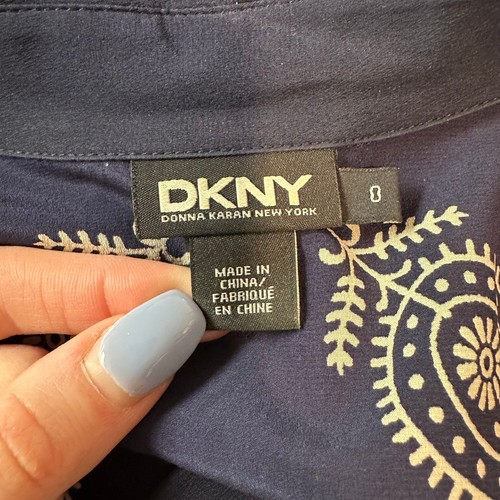 DKNY
DONNA KARAN NEW YORK
8
MADE IN
CHINA/
FABRIQUÉ
EN CHINE